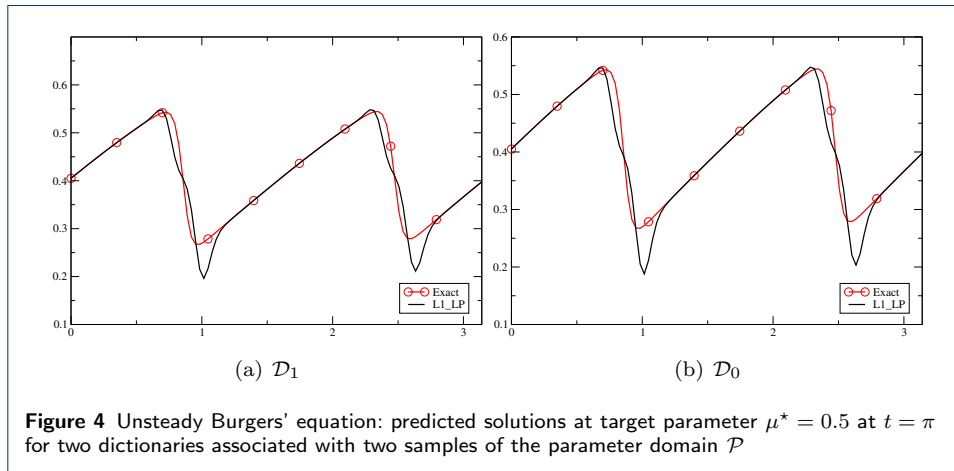 0.6
0.5
0.4
0.3
0.2
0.1
0
1
2
3
Exact
L1_LP
(a) 𝒟₁
0.6
0.5
0.4
0.3
0.2
0.1
0
1
2
3
Exact
L1_LP
(b) 𝒟₀
Figure 4 Unsteady Burgers' equation: predicted solutions at target parameter μ⋆ = 0.5 at t = π
for two dictionaries associated with two samples of the parameter domain 𝒫